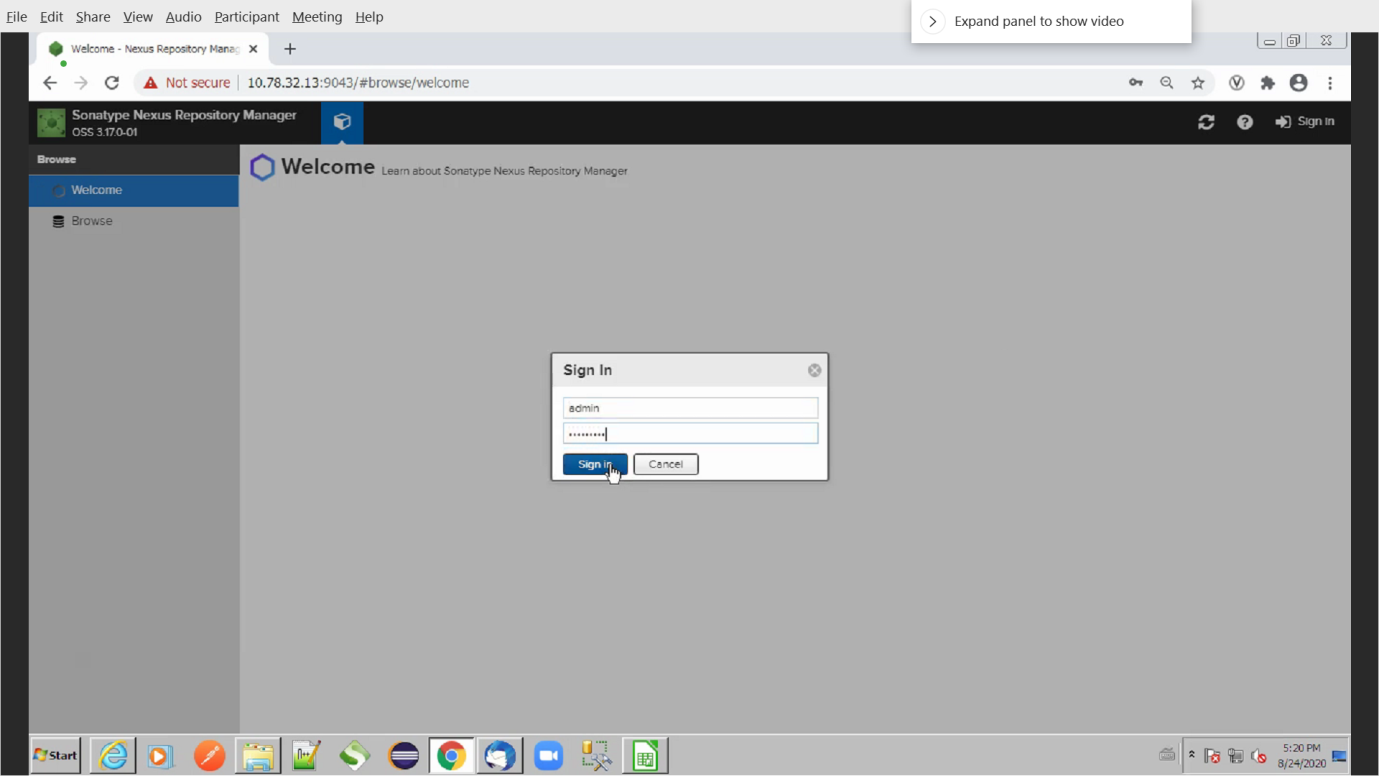 File Edit Share View Audio Participant Meeting Help
Expand panel to show video
Welcome - Nexus Repository Manag
Not secure 10.78.32.13:9043/#browse/welcome
Sonatype Nexus Repository Manager
OSS 3.17.0-01
Sign in
Browse
Welcome Learn about Sonatype Nexus Repository Manager
Welcome
Browse
Sign In
admin
•••••••••
Sign in Cancel
Start
5:20 PM
8/24/2020